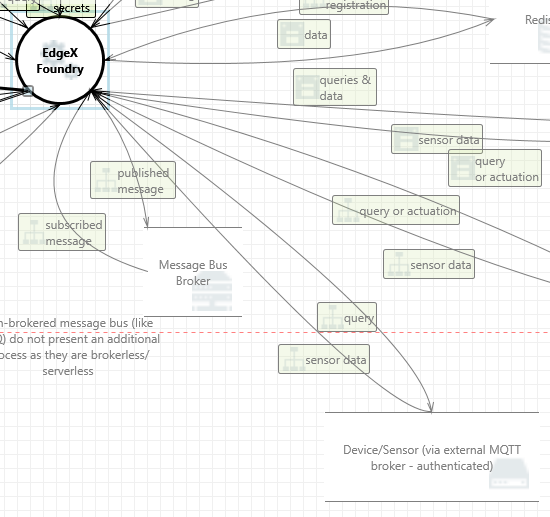 secrets
registration
Redis
data
EdgeX
Foundry
queries &
data
sensor data
query
or actuation
published
message
query or actuation
subscribed
message
sensor data
Message Bus
Broker
query
n-brokered message bus (like
Q) do not present an additional
ocess as they are brokerless/
serverless
sensor data
Device/Sensor (via external MQTT
broker - authenticated)